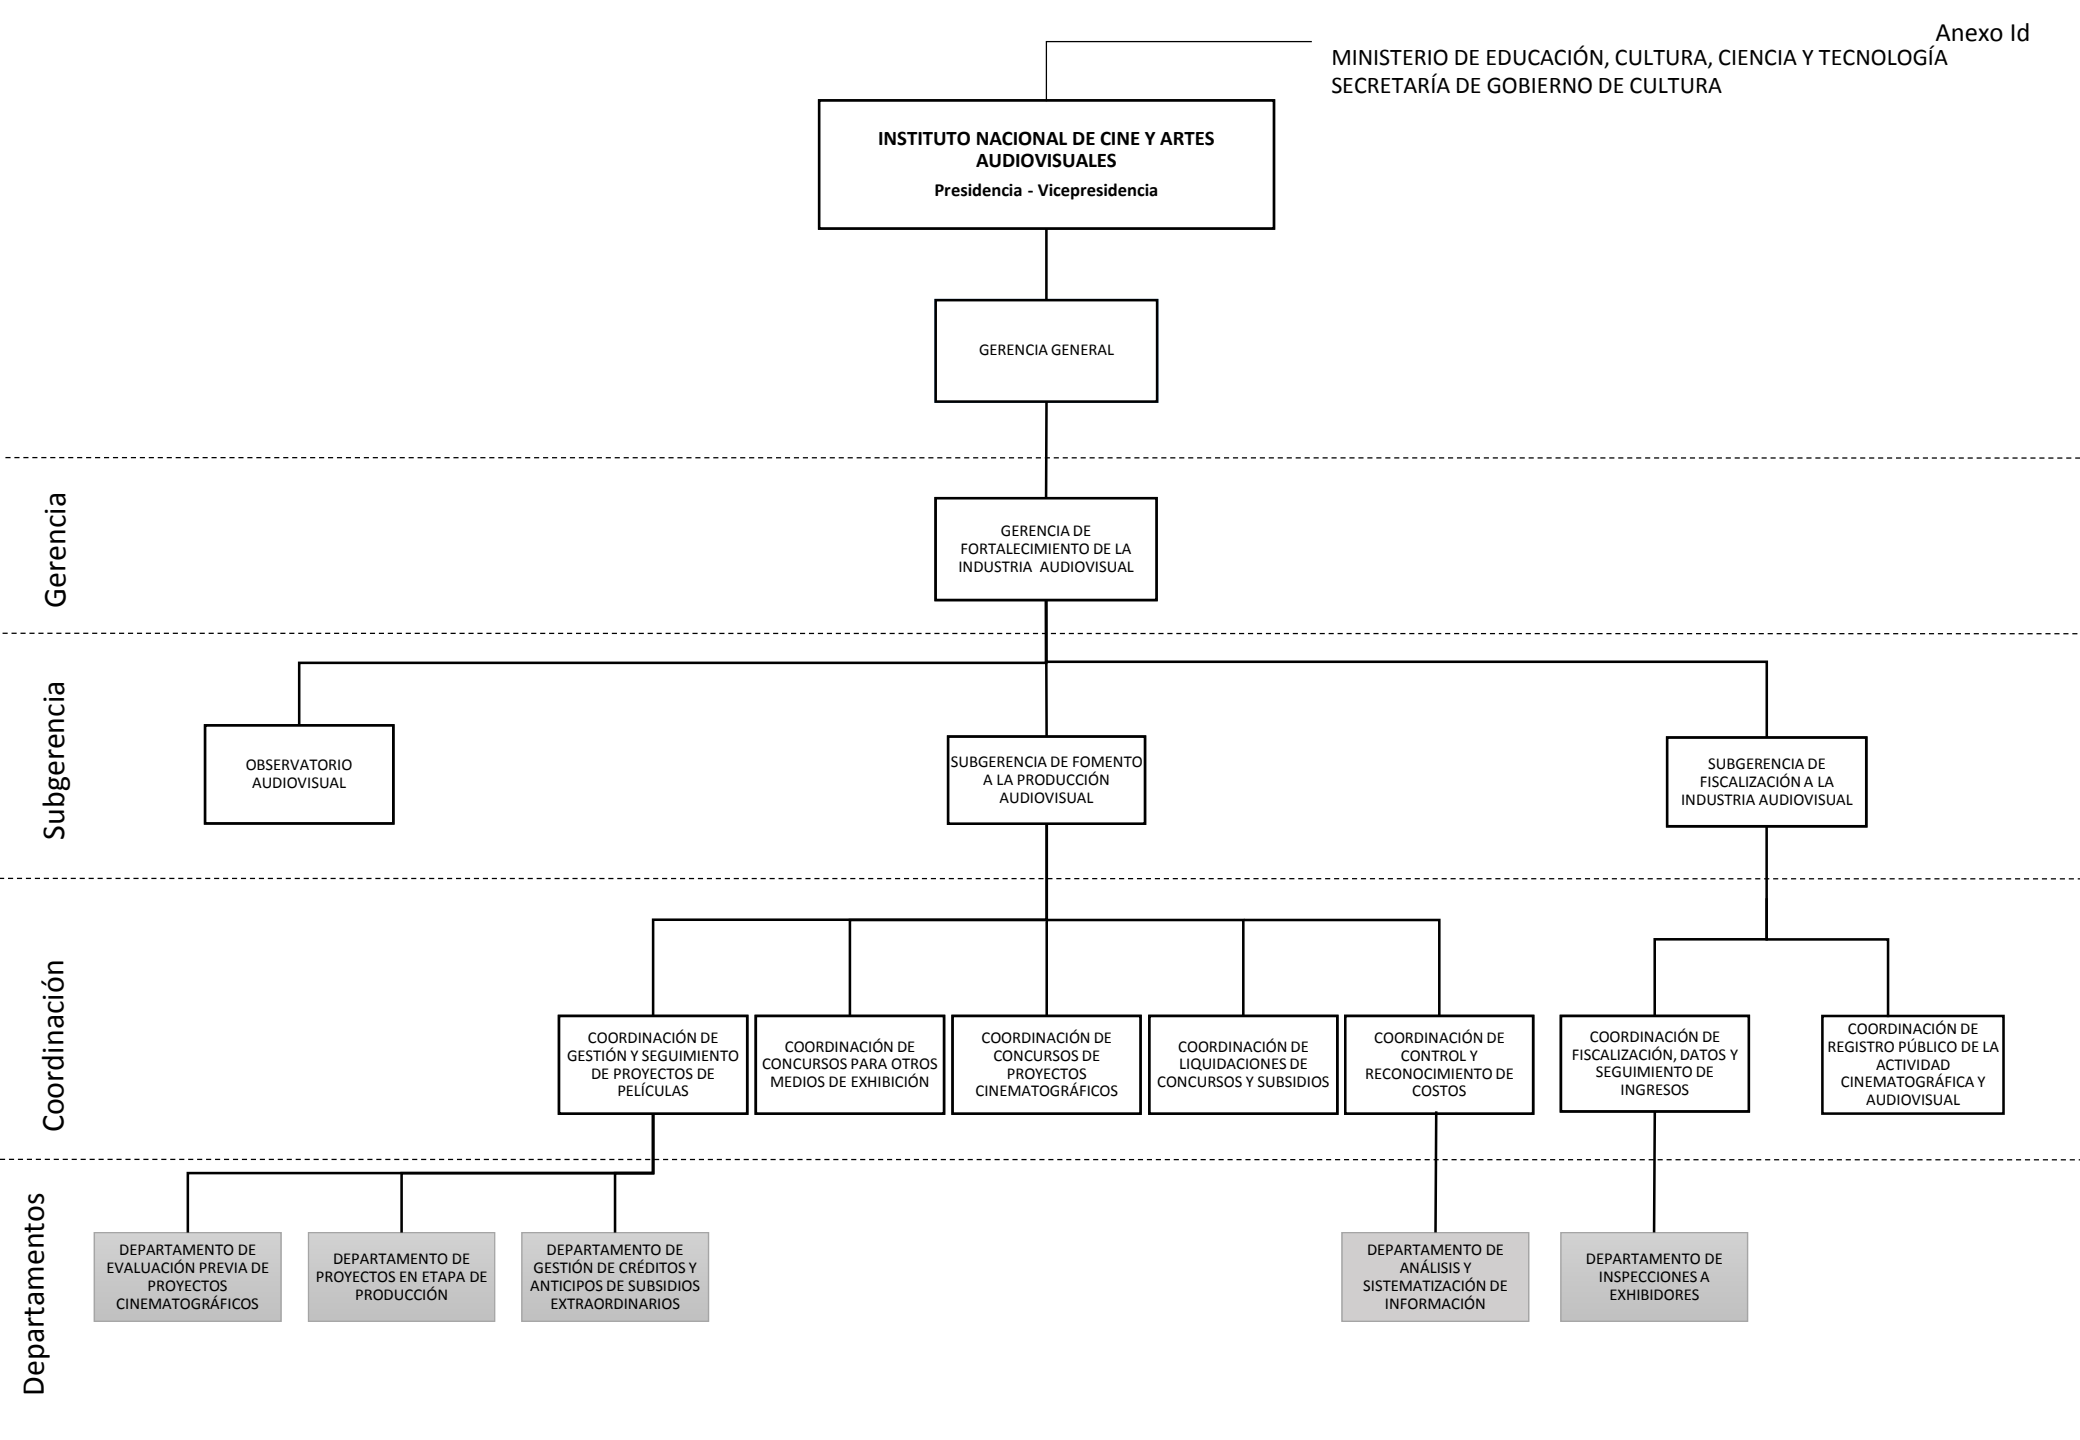 Anexo Id
MINISTERIO DE EDUCACIÓN, CULTURA, CIENCIA Y TECNOLOGÍA
SECRETARÍA DE GOBIERNO DE CULTURA
INSTITUTO NACIONAL DE CINE Y ARTES
AUDIOVISUALES
Presidencia - Vicepresidencia
GERENCIA GENERAL
Gerencia
GERENCIA DE
FORTALECIMIENTO DE LA
INDUSTRIA AUDIOVISUAL
Subgerencia
OBSERVATORIO
AUDIOVISUAL
SUBGERENCIA DE FOMENTO
A LA PRODUCCIÓN
AUDIOVISUAL
SUBGERENCIA DE
FISCALIZACIÓN A LA
INDUSTRIA AUDIOVISUAL
Coordinación
COORDINACIÓN DE
GESTIÓN Y SEGUIMIENTO
DE PROYECTOS DE
PELÍCULAS
COORDINACIÓN DE
CONCURSOS PARA OTROS
MEDIOS DE EXHIBICIÓN
COORDINACIÓN DE
CONCURSOS DE
PROYECTOS
CINEMATOGRÁFICOS
COORDINACIÓN DE
LIQUIDACIONES DE
CONCURSOS Y SUBSIDIOS
COORDINACIÓN DE
CONTROL Y
RECONOCIMIENTO DE
COSTOS
COORDINACIÓN DE
FISCALIZACIÓN, DATOS Y
SEGUIMIENTO DE
INGRESOS
COORDINACIÓN DE
REGISTRO PÚBLICO DE LA
ACTIVIDAD
CINEMATOGRÁFICA Y
AUDIOVISUAL
Departamentos
DEPARTAMENTO DE
EVALUACIÓN PREVIA DE
PROYECTOS
CINEMATOGRÁFICOS
DEPARTAMENTO DE
PROYECTOS EN ETAPA DE
PRODUCCIÓN
DEPARTAMENTO DE
GESTIÓN DE CRÉDITOS Y
ANTICIPOS DE SUBSIDIOS
EXTRAORDINARIOS
DEPARTAMENTO DE
ANÁLISIS Y
SISTEMATIZACIÓN DE
INFORMACIÓN
DEPARTAMENTO DE
INSPECCIONES A
EXHIBIDORES